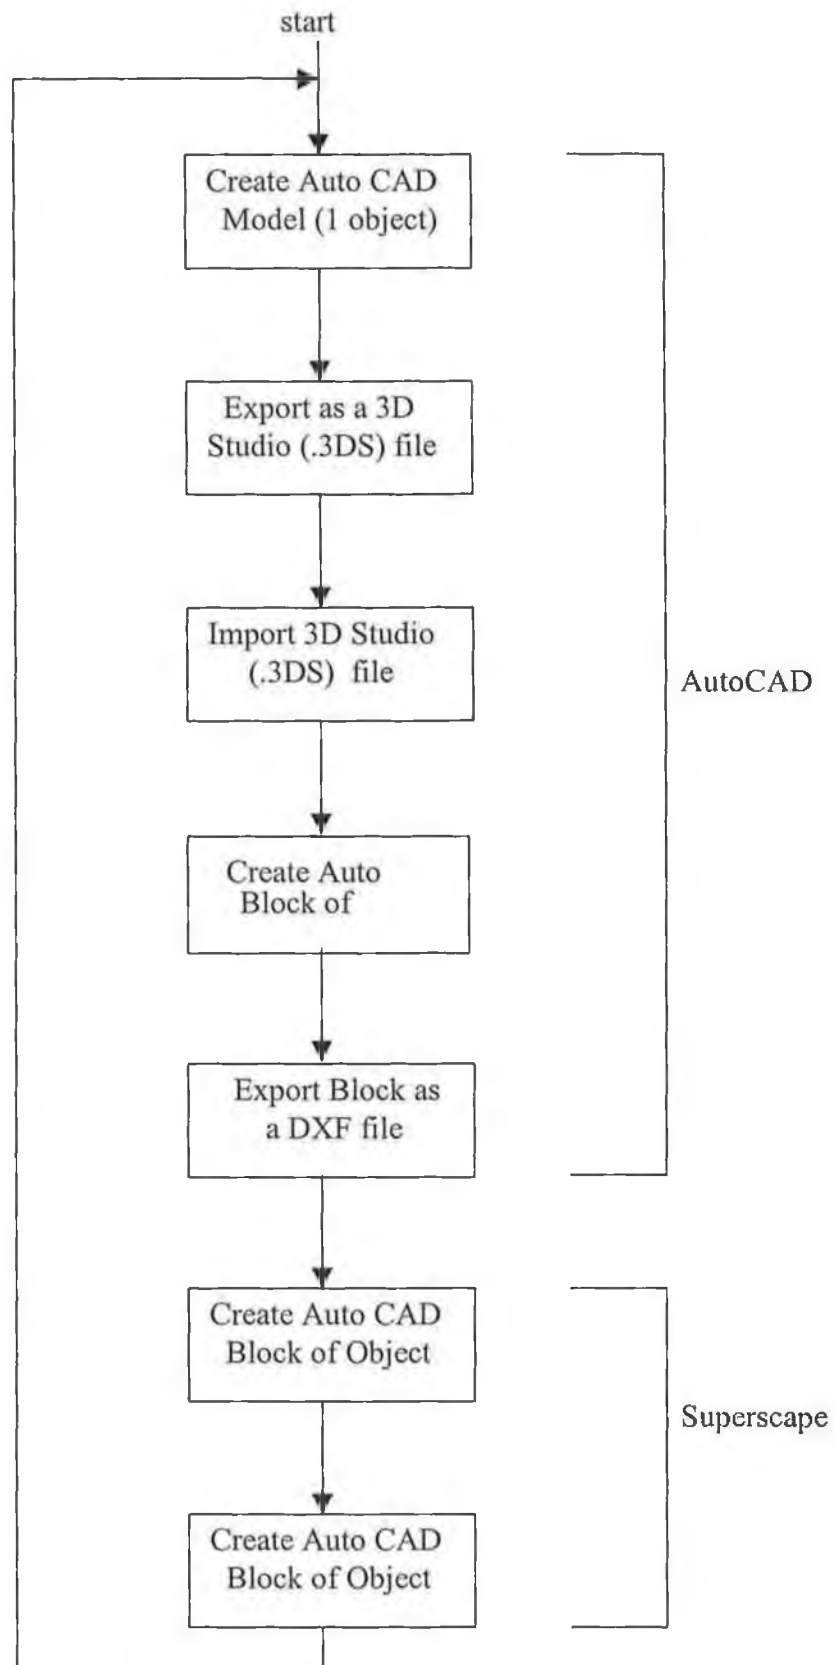 start
Create Auto CAD
Model (1 object)
Export as a 3D
Studio (.3DS) file
Import 3D Studio
(.3DS) file
AutoCAD
Create Auto
Block of
Export Block as
a DXF file
Create Auto CAD
Block of Object
Superscape
Create Auto CAD
Block of Object